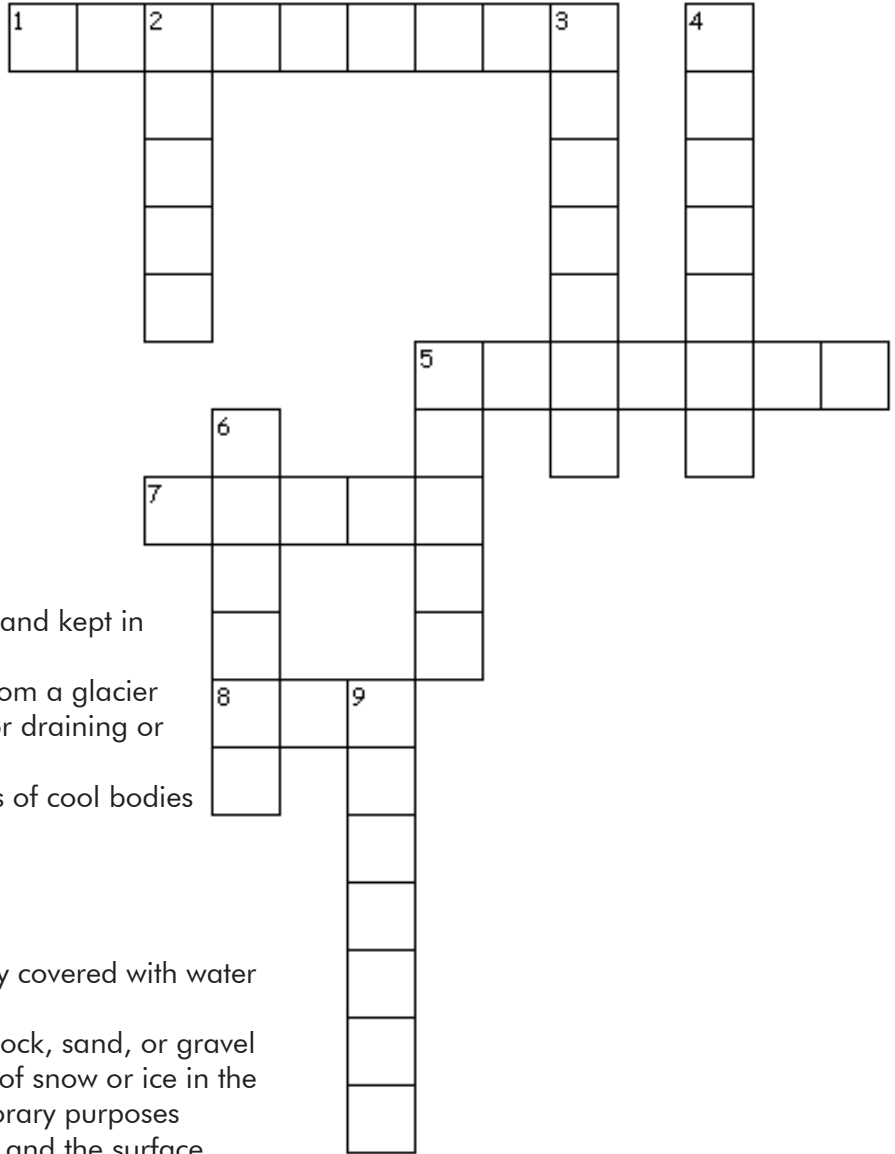 1 2 3 4
5
6
7
and kept in
om a glacier
8 9
r draining or
s of cool bodies
y covered with water
ock, sand, or gravel
of snow or ice in the
orary purposes
and the surface